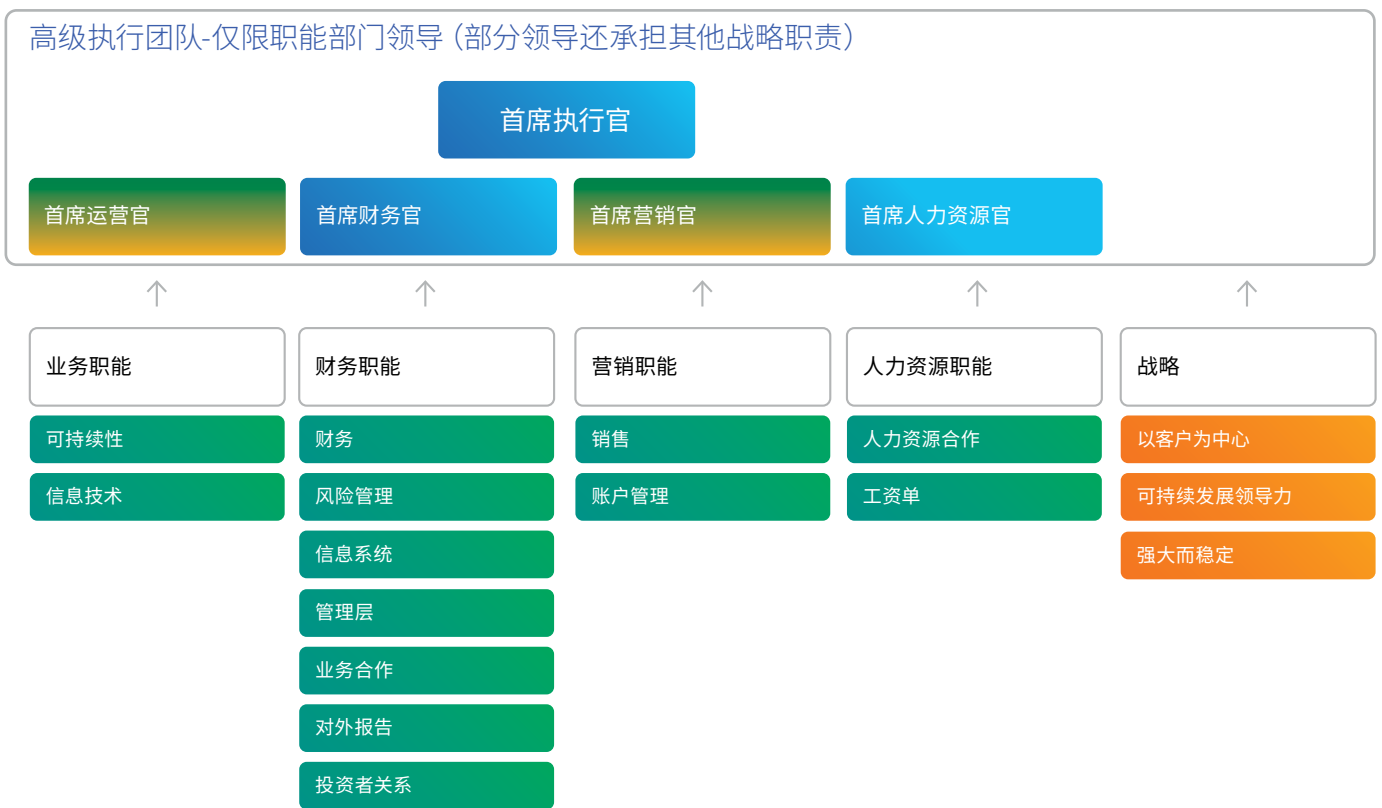 高级执行团队-仅限职能部门领导（部分领导还承担其他战略职责）
首席执行官
首席运营官
首席财务官
首席营销官
首席人力资源官
业务职能
财务职能
营销职能
人力资源职能
战略
可持续性
财务
销售
人力资源合作
以客户为中心
信息技术
风险管理
账户管理
工资单
可持续发展领导力
信息系统
强大而稳定
管理层
业务合作
对外报告
投资者关系